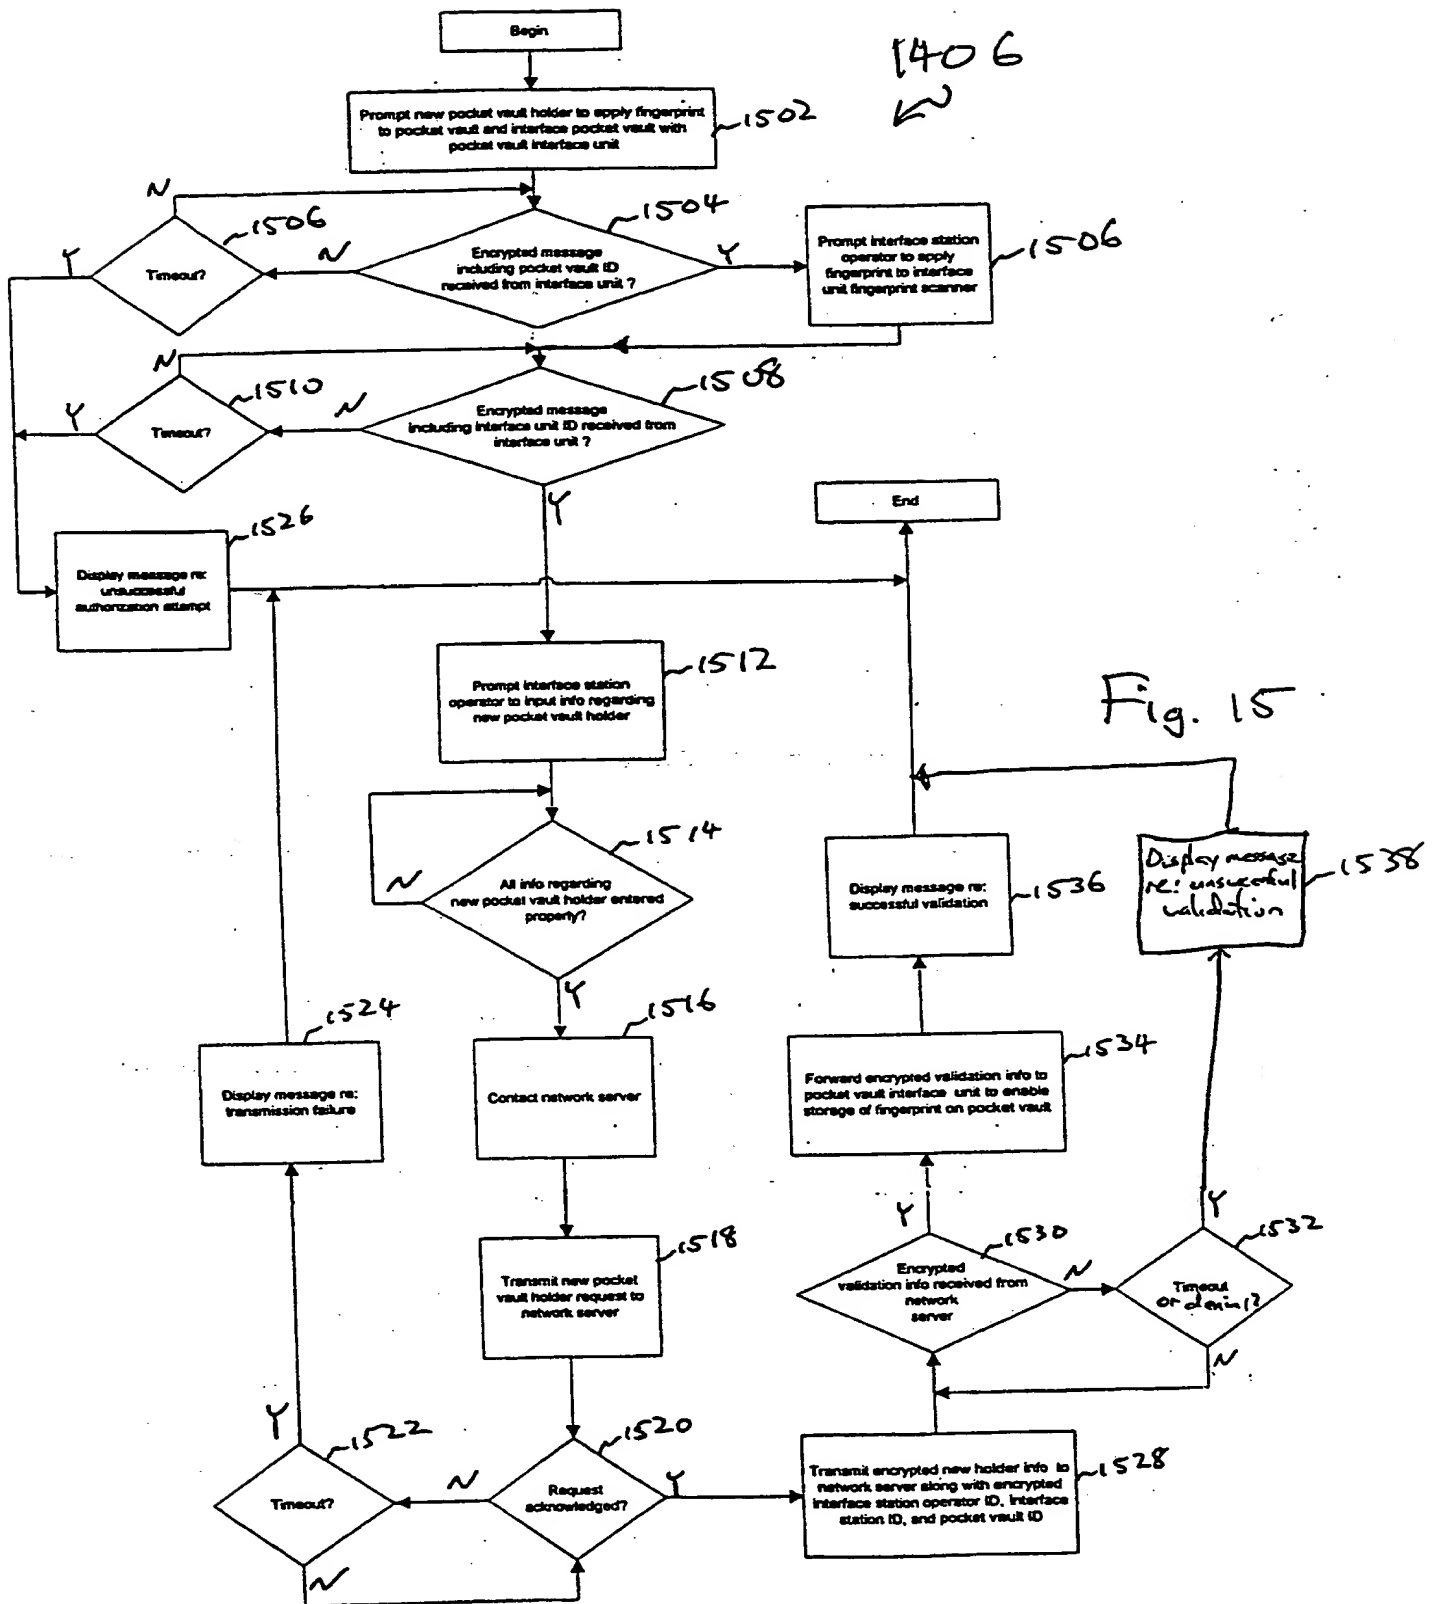 Begin
1406
Prompt new pocket vault holder to apply fingerprint
to pocket vault and interface pocket vault with
pocket vault interface unit
1502
N
1506
Y
Timeout?
N
1504
Encrypted message
including pocket vault ID
received from interface unit ?
Y
Prompt interface station
operator to apply
fingerprint to interface
unit fingerprint scanner
1506
N
1510
Y
Timeout?
N
1508
Encrypted message
including interface unit ID received from
interface unit ?
Y
End
1526
Display message re:
unsuccessful
authorization attempt
Prompt interface station
operator to input info regarding
new pocket vault holder
1512
Fig. 15
1514
N
All info regarding
new pocket vault holder entered
properly?
Y
Display message re:
successful validation
1536
Display message
re: unsucessful
validation
1538
1524
Display message re:
transmission failure
1516
Contact network server
1534
Forward encrypted validation info to
pocket vault interface unit to enable
storage of fingerprint on pocket vault
Y
1518
Transmit new pocket
vault holder request to
network server
Y
1530
Encrypted
validation info received from
network
server
N
Y
1532
Timeout
or denial?
N
1522
Timeout?
N
N
1520
Request
acknowledged?
Y
1528
Transmit encrypted new holder info to
network server along with encrypted
interface station operator ID, interface
station ID, and pocket vault ID